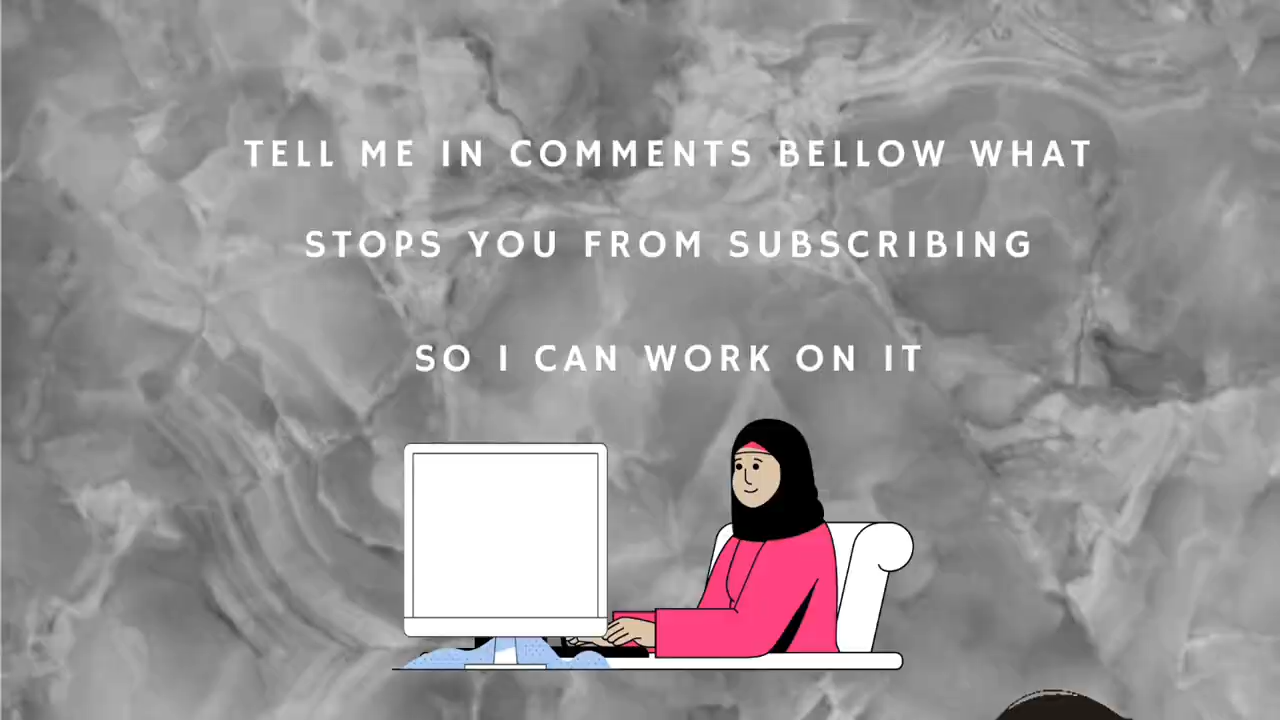 TELL ME IN COMMENTS BELLOW WHAT
STOPS YOU FROM SUBSCRIBING
SO I CAN WORK ON IT